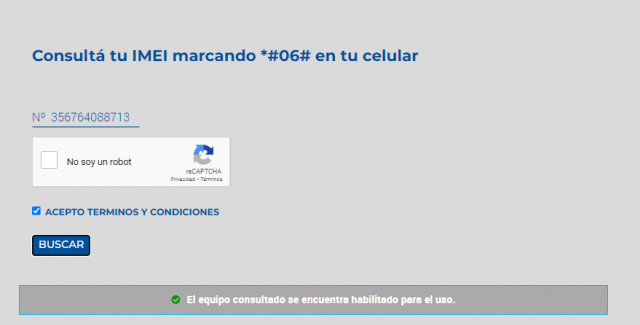 Consultá tu IMEI marcando *#06# en tu celular
Nº 356764088713
No soy un robot
reCAPTCHA
Privacidad - Términos
ACEPTO TERMINOS Y CONDICIONES
BUSCAR
El equipo consultado se encuentra habilitado para el uso.